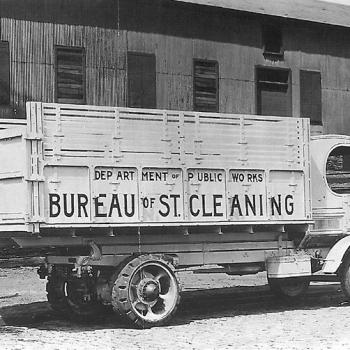 DEPARTMENT OF PUBLIC WORKS
BUREAU OF ST. CLEANING